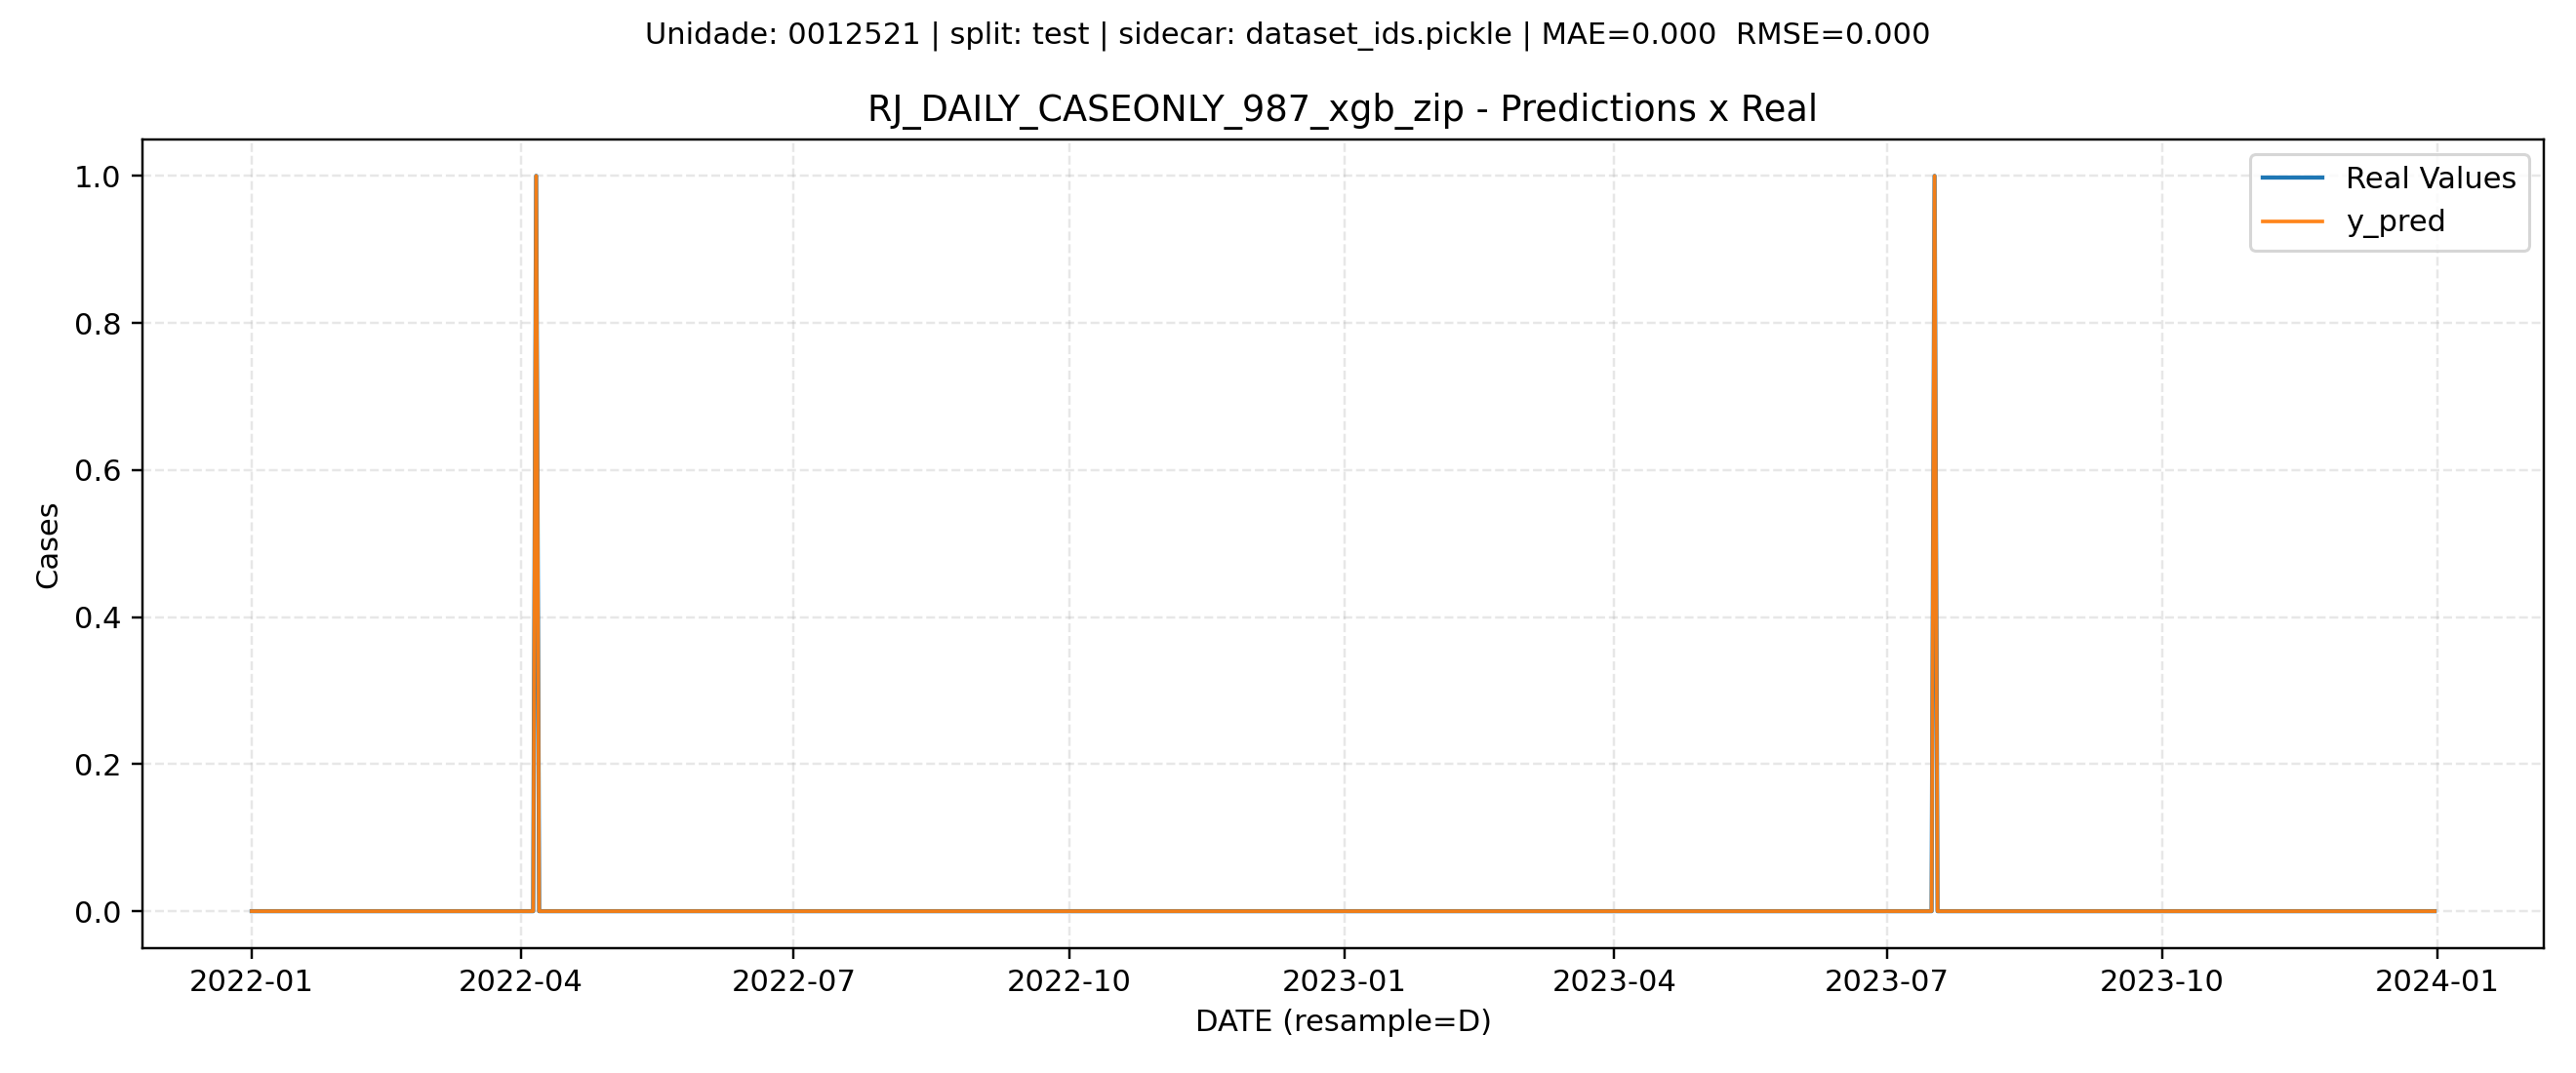 Unidade: 0012521 | split: test | sidecar: dataset_ids.pickle | MAE=0.000  RMSE=0.000
RJ_DAILY_CASEONLY_987_xgb_zip - Predictions x Real
Real Values
y_pred
1.0
0.8
0.6
0.4
0.2
0.0
Cases
2022-01 2022-04 2022-07 2022-10 2023-01 2023-04 2023-07 2023-10 2024-01
DATE (resample=D)